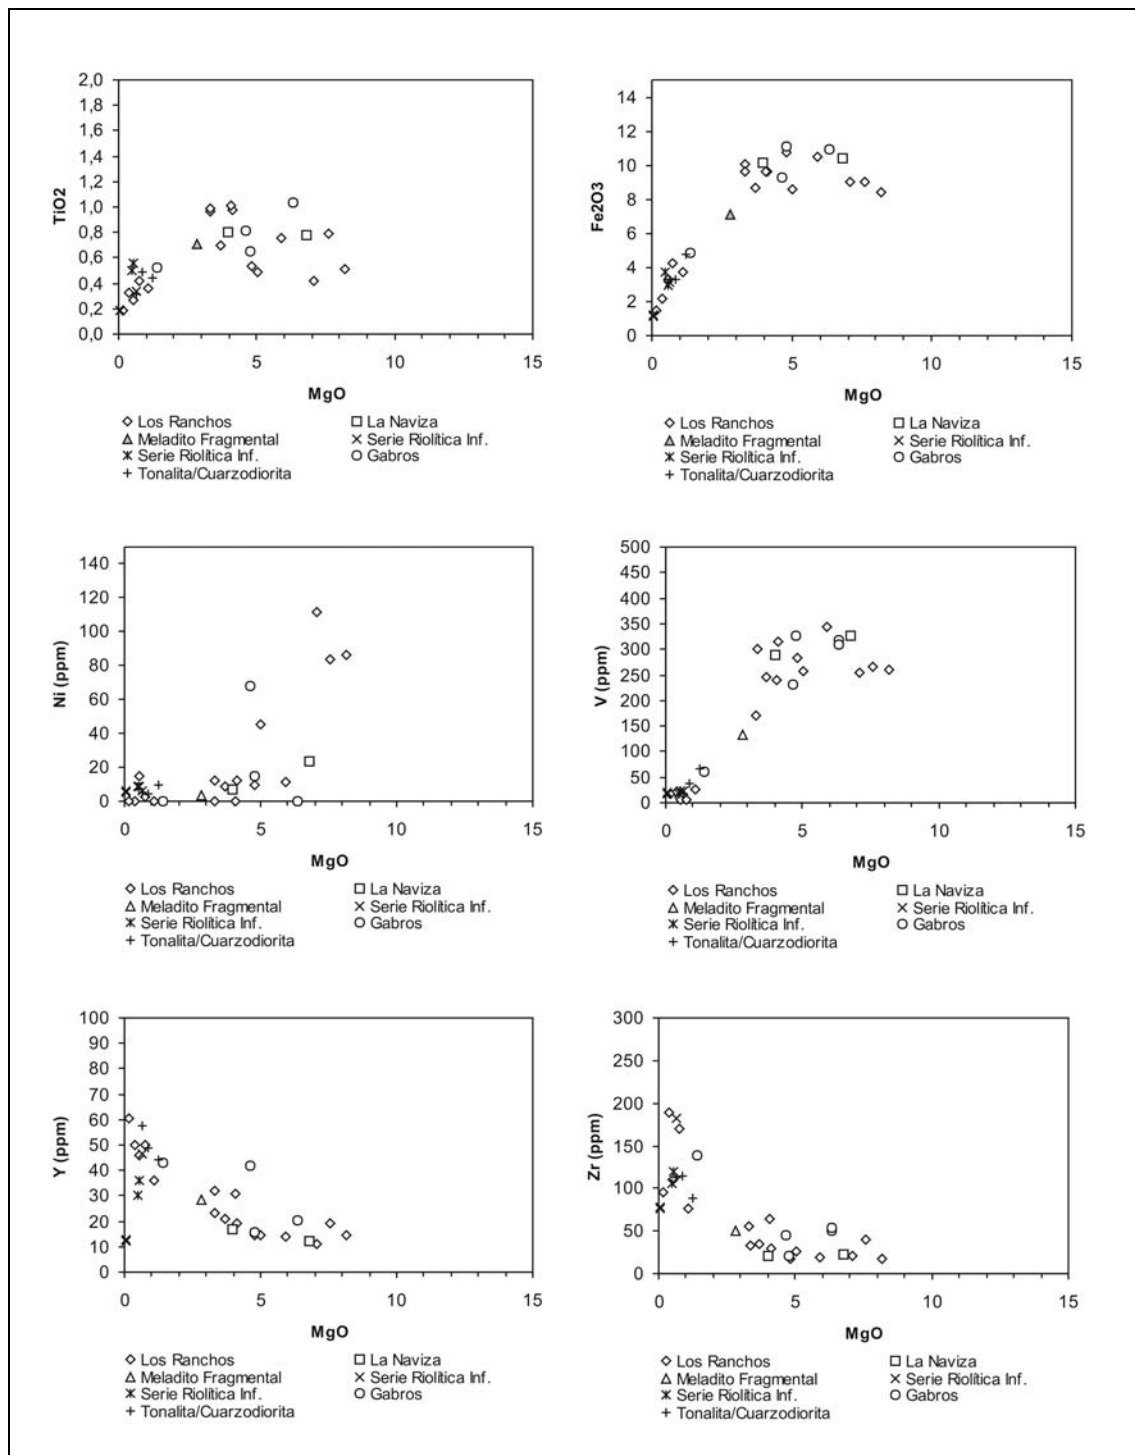 TiO2
2,0
1,8
1,6
1,4
1,2
1,0
0,8
0,6
0,4
0,2
0,0
0 5 10 15
MgO
◇ Los Ranchos □ La Naviza
△ Meladito Fragmental × Serie Riolítica Inf.
Serie Riolítica Inf. ○ Gabros
+ Tonalita/Cuarzodiorita
Fe2O3
14
12
10
8
6
4
2
0
0 5 10 15
MgO
◇ Los Ranchos □ La Naviza
△ Meladito Fragmental × Serie Riolítica Inf.
Serie Riolítica Inf. ○ Gabros
+ Tonalita/Cuarzodiorita
Ni (ppm)
140
120
100
80
60
40
20
0
0 5 10 15
MgO
◇ Los Ranchos □ La Naviza
△ Meladito Fragmental × Serie Riolítica Inf.
Serie Riolítica Inf. ○ Gabros
+ Tonalita/Cuarzodiorita
V (ppm)
500
450
400
350
300
250
200
150
100
50
0
0 5 10 15
MgO
◇ Los Ranchos □ La Naviza
△ Meladito Fragmental × Serie Riolítica Inf.
Serie Riolítica Inf. ○ Gabros
+ Tonalita/Cuarzodiorita
Y (ppm)
100
90
80
70
60
50
40
30
20
10
0
0 5 10 15
MgO
◇ Los Ranchos □ La Naviza
△ Meladito Fragmental × Serie Riolítica Inf.
Serie Riolítica Inf. ○ Gabros
+ Tonalita/Cuarzodiorita
Zr (ppm)
300
250
200
150
100
50
0
0 5 10 15
MgO
◇ Los Ranchos □ La Naviza
△ Meladito Fragmental × Serie Riolítica Inf.
Serie Riolítica Inf. ○ Gabros
+ Tonalita/Cuarzodiorita